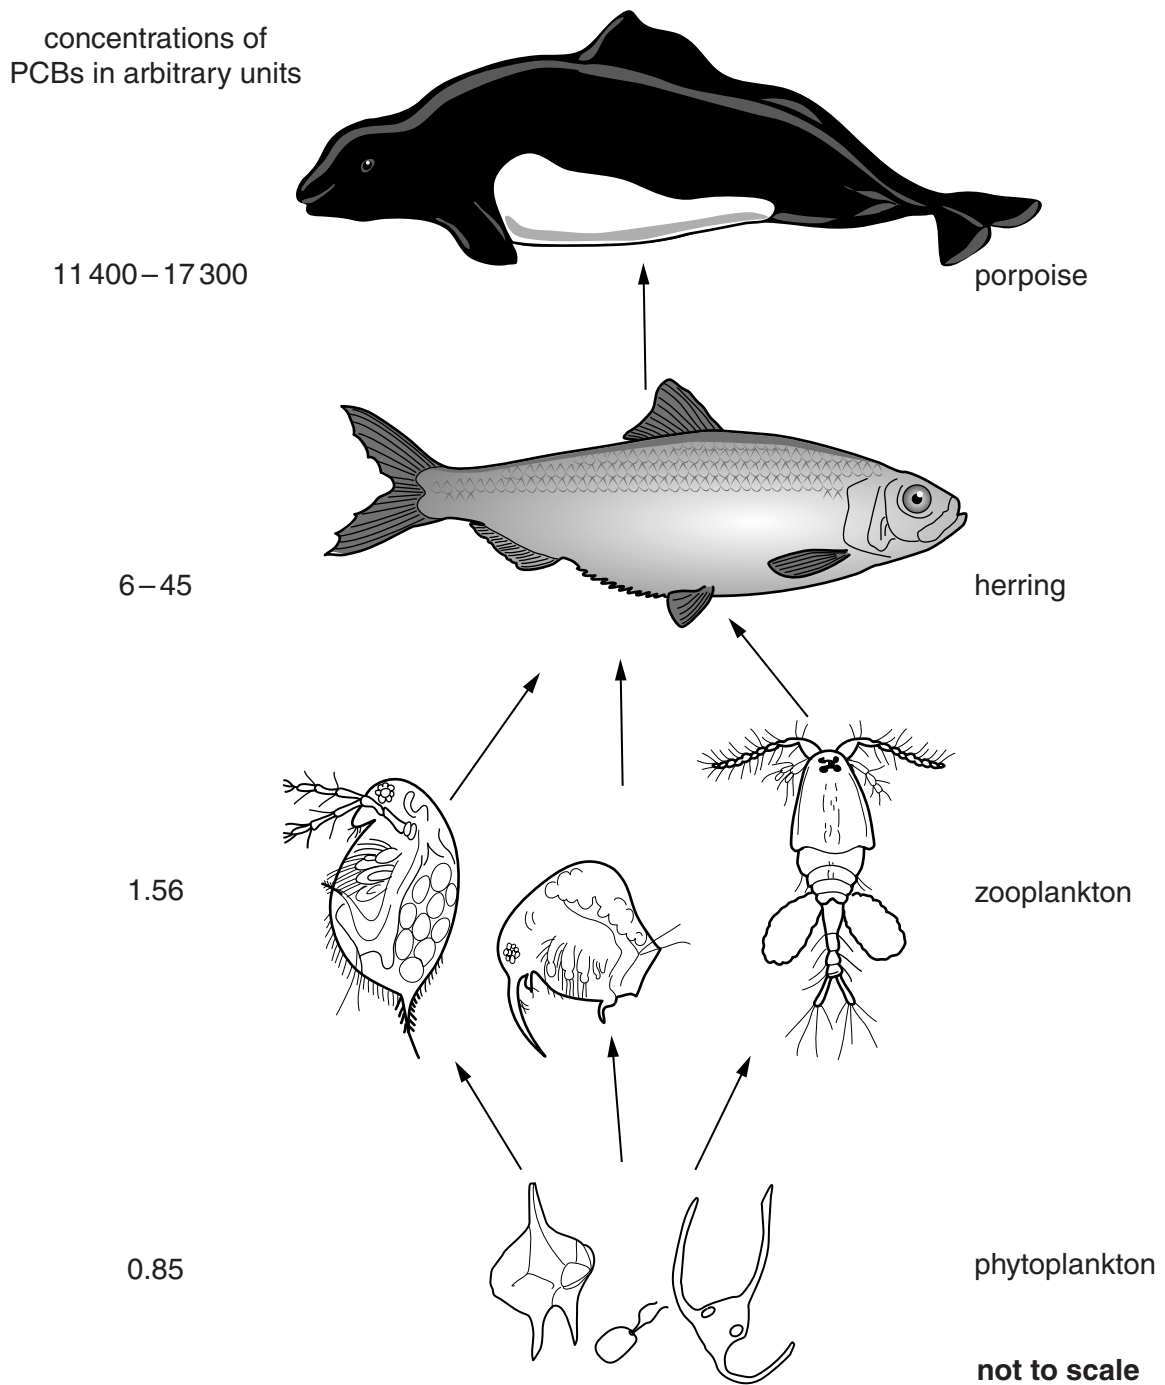 concentrations of
PCBs in arbitrary units
11 400 – 17 300
porpoise
6 – 45
herring
1.56
zooplankton
0.85
phytoplankton
not to scale